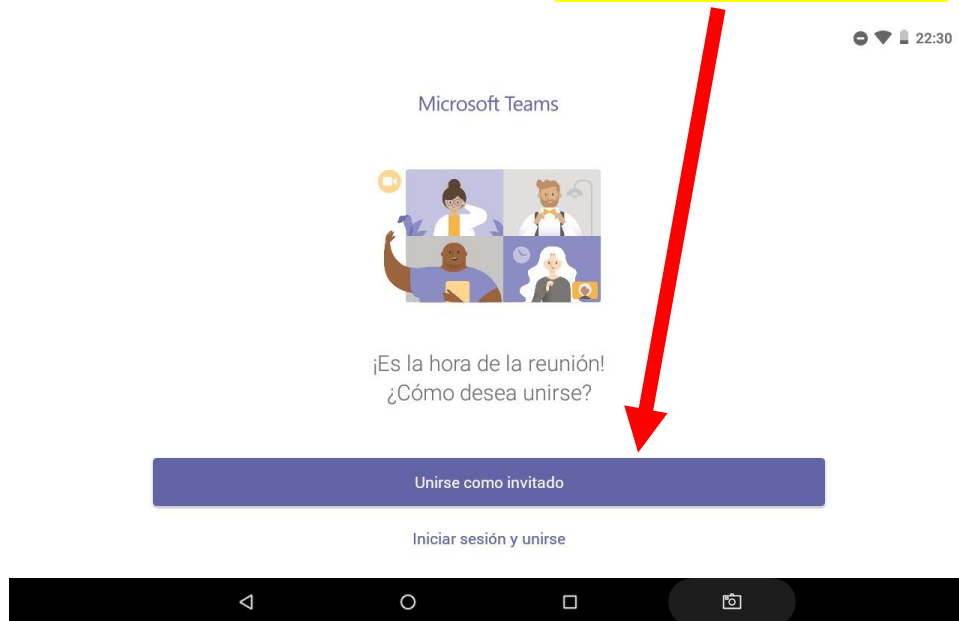 22:30
Microsoft Teams
¡Es la hora de la reunión!
¿Cómo desea unirse?
Unirse como invitado
Iniciar sesión y unirse